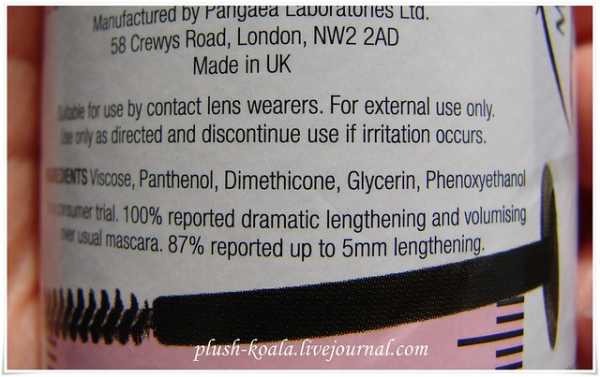 Manufactured by Pangaea Laboratories Ltd.
58 Crewys Road, London, NW2 2AD
Made in UK
Suitable for use by contact lens wearers. For external use only.
Use only as directed and discontinue use if irritation occurs.
INGREDIENTS Viscose, Panthenol, Dimethicone, Glycerin, Phenoxyethanol
consumer trial. 100% reported dramatic lengthening and volumising
over usual mascara. 87% reported up to 5mm lengthening.
plush-koala.livejournal.com